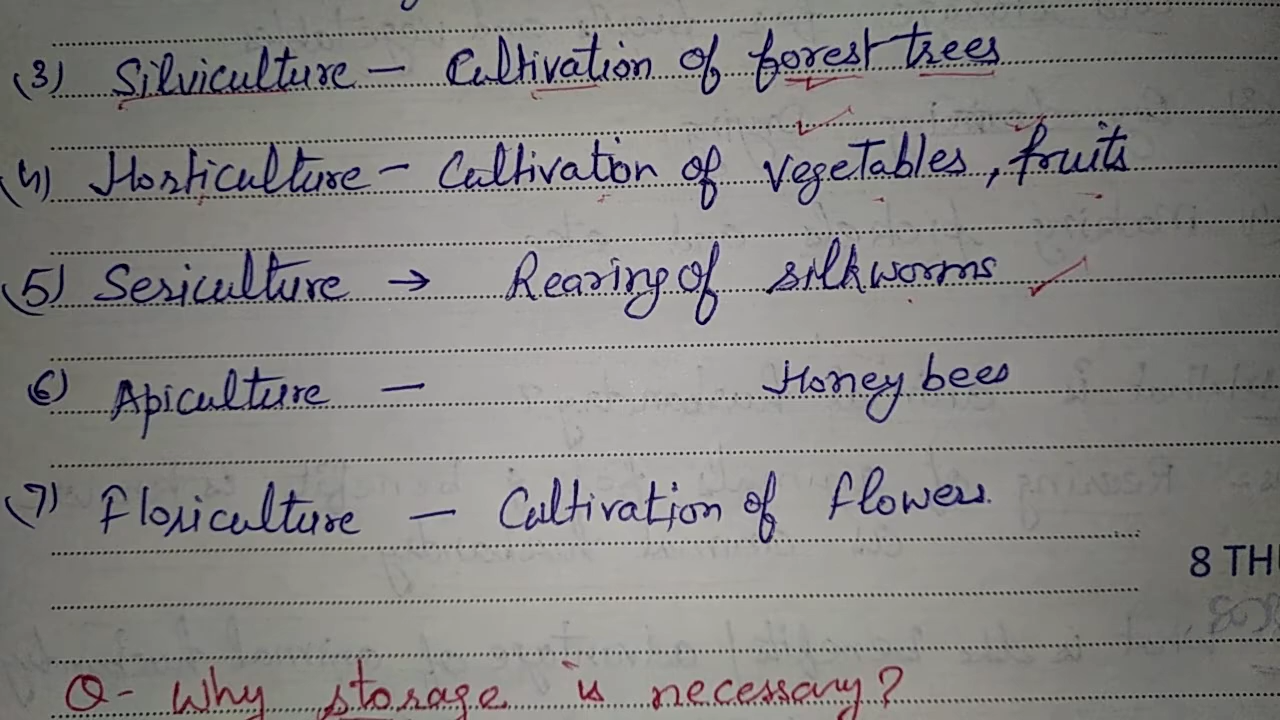 (3) Silviculture - Cultivation of forest trees
(4) Horticulture - Cultivation of vegetables, fruits
(5) Sericulture → Rearing of silkworms
6) Apiculture - Honey bees
(7) Floriculture - Cultivation of flowers.
8 TH
Q- Why storage is necessary?